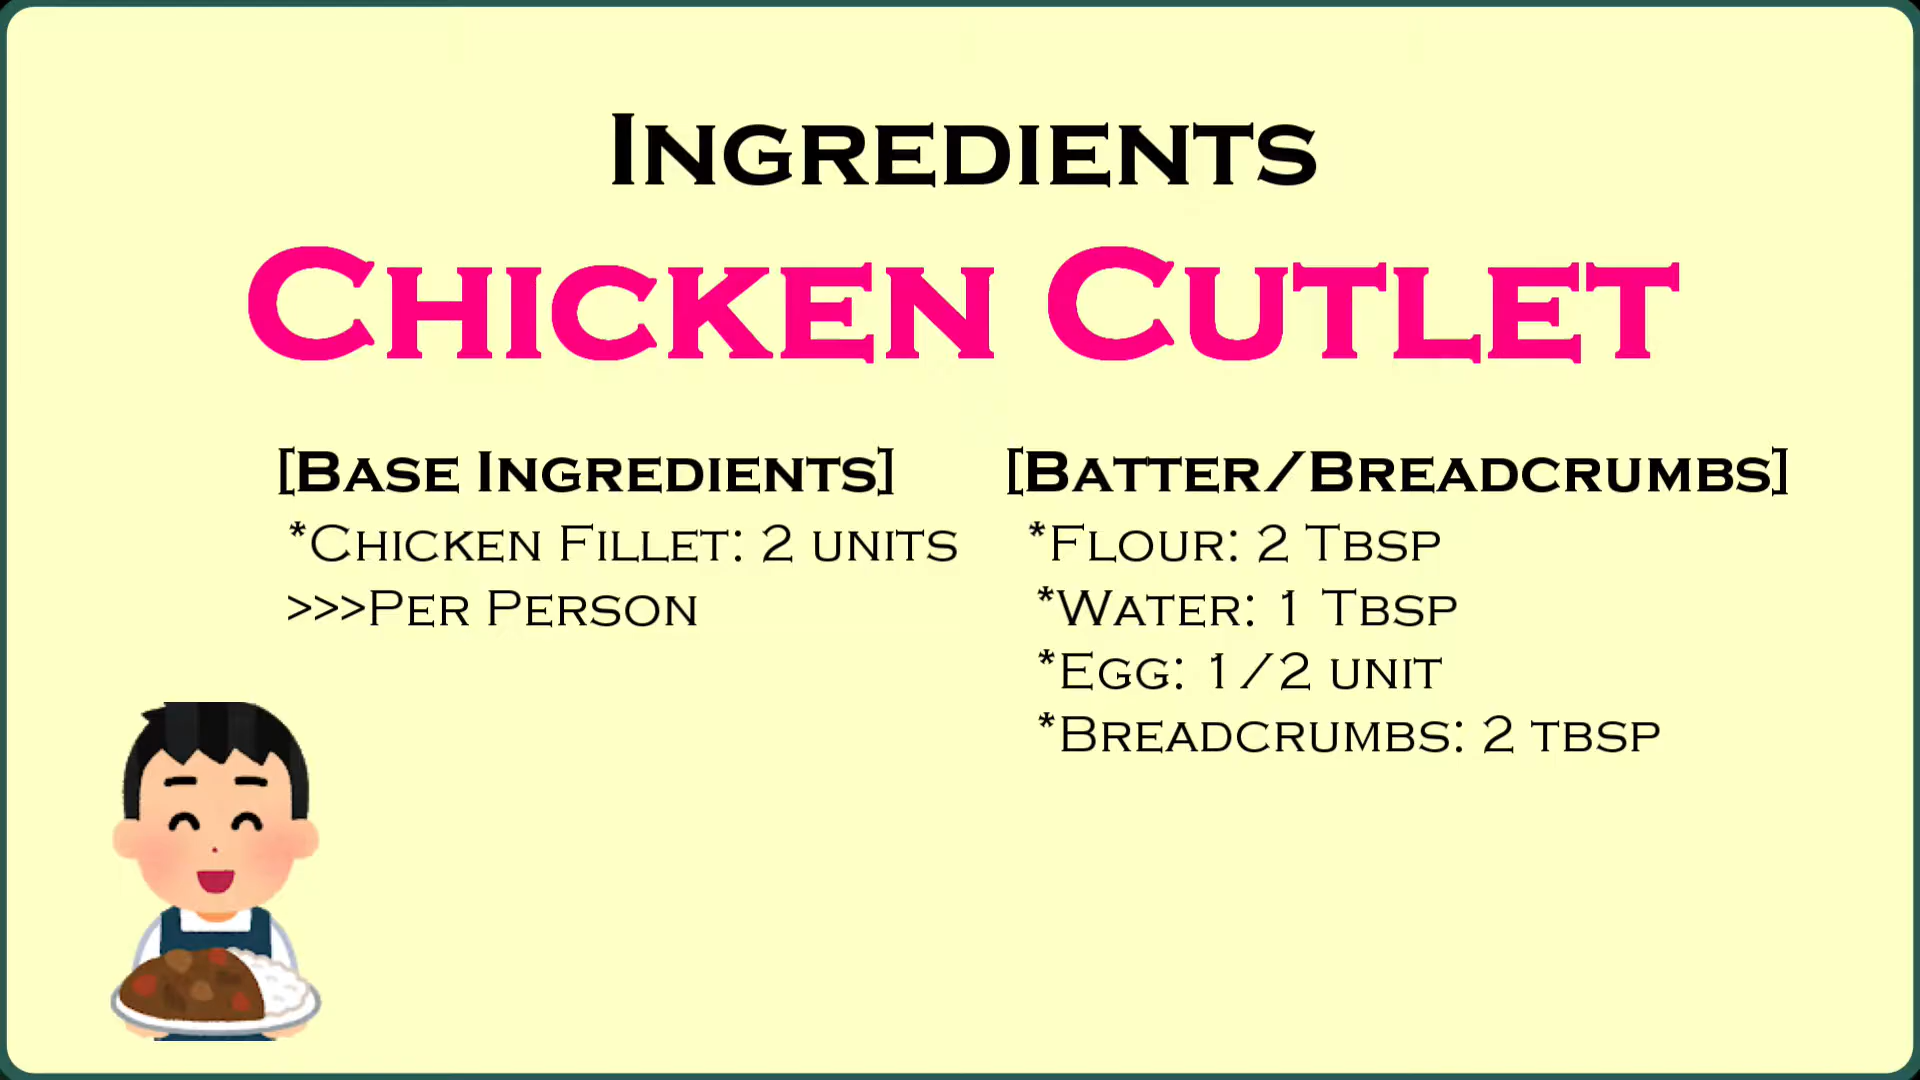 Ingredients
Chicken Cutlet
[Base Ingredients]
*Chicken Fillet: 2 units
>>>Per Person
[Batter/Breadcrumbs]
*Flour: 2 Tbsp
*Water: 1 Tbsp
*Egg: 1/2 unit
*Breadcrumbs: 2 tbsp